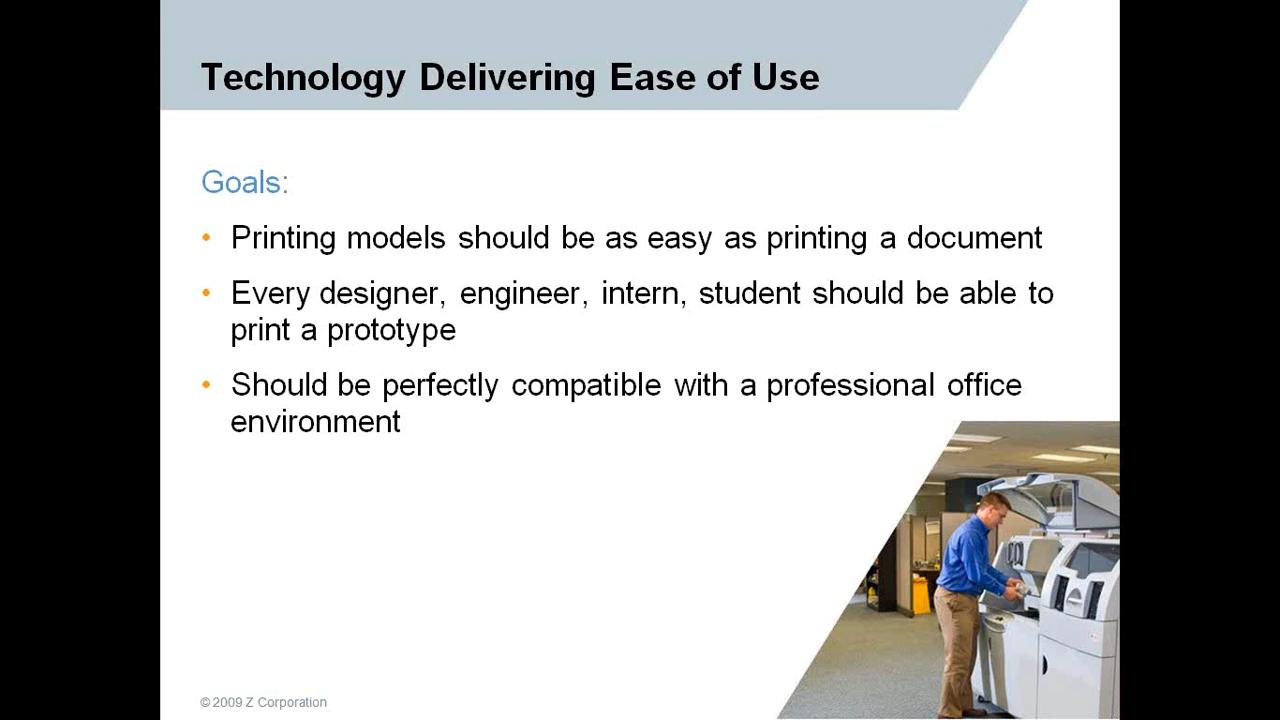 Technology Delivering Ease of Use
Goals:
• Printing models should be as easy as printing a document
• Every designer, engineer, intern, student should be able to
print a prototype
• Should be perfectly compatible with a professional office
environment
© 2009 Z Corporation